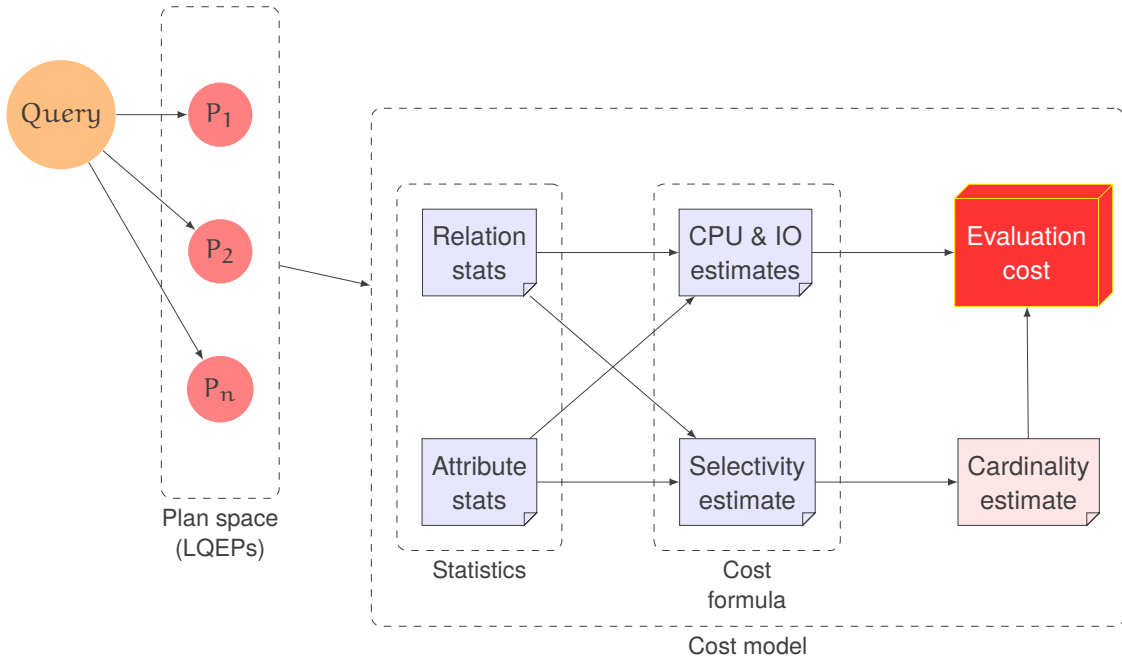 Query
P1
P2
Pn
Plan space
(LQEPs)
Relation
stats
Attribute
stats
Statistics
CPU & IO
estimates
Selectivity
estimate
Cost
formula
Evaluation
cost
Cardinality
estimate
Cost model